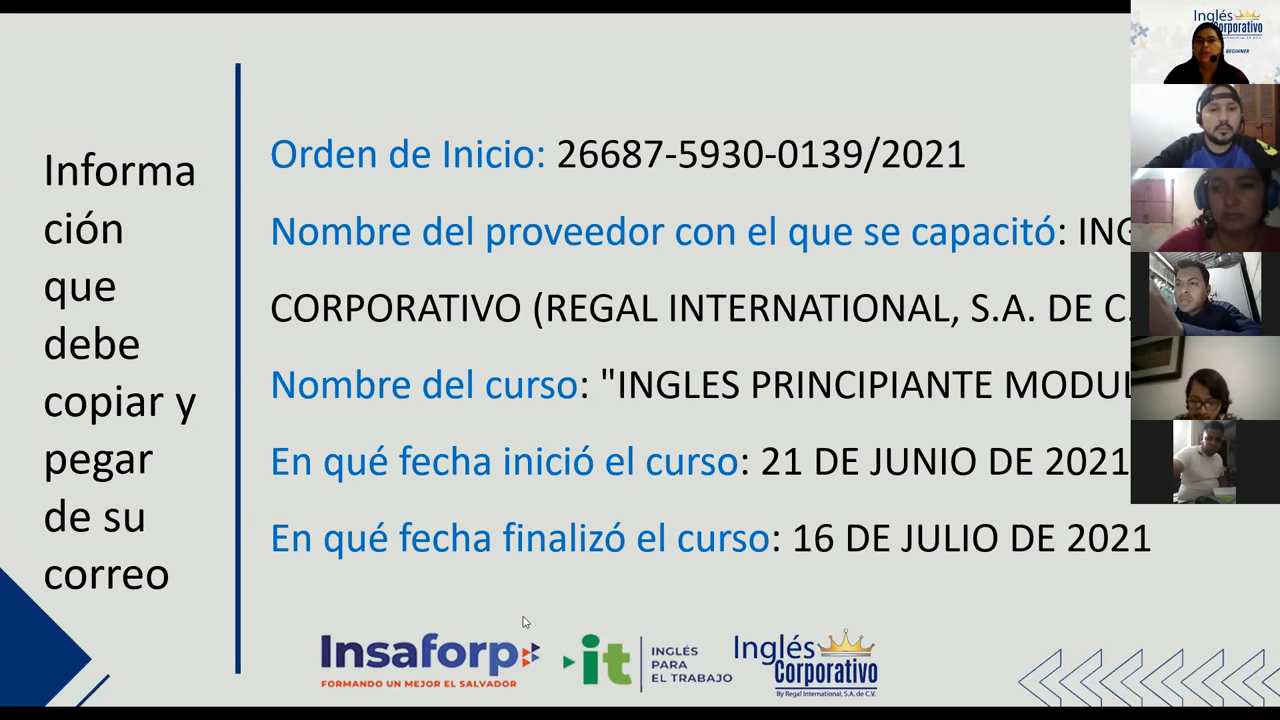 Informa
ción
que
debe
copiar y
pegar
de su
correo
Orden de Inicio: 26687-5930-0139/2021
Nombre del proveedor con el que se capacitó:
CORPORATIVO (REGAL INTERNATIONAL, S.A. DE
Nombre del curso: "INGLES PRINCIPIANTE
En qué fecha inició el curso: 21 DE JUNIO DE 2021
En qué fecha finalizó el curso: 16 DE JULIO DE 2021
Insaforp
FORMANDO UN MEJOR EL SALVADOR
it
INGLÉS
PARA
EL TRABAJO
Inglés
Corporativo
By Regal International, S.A. de C.V.
Inglés
Corporativo
BEGINNER